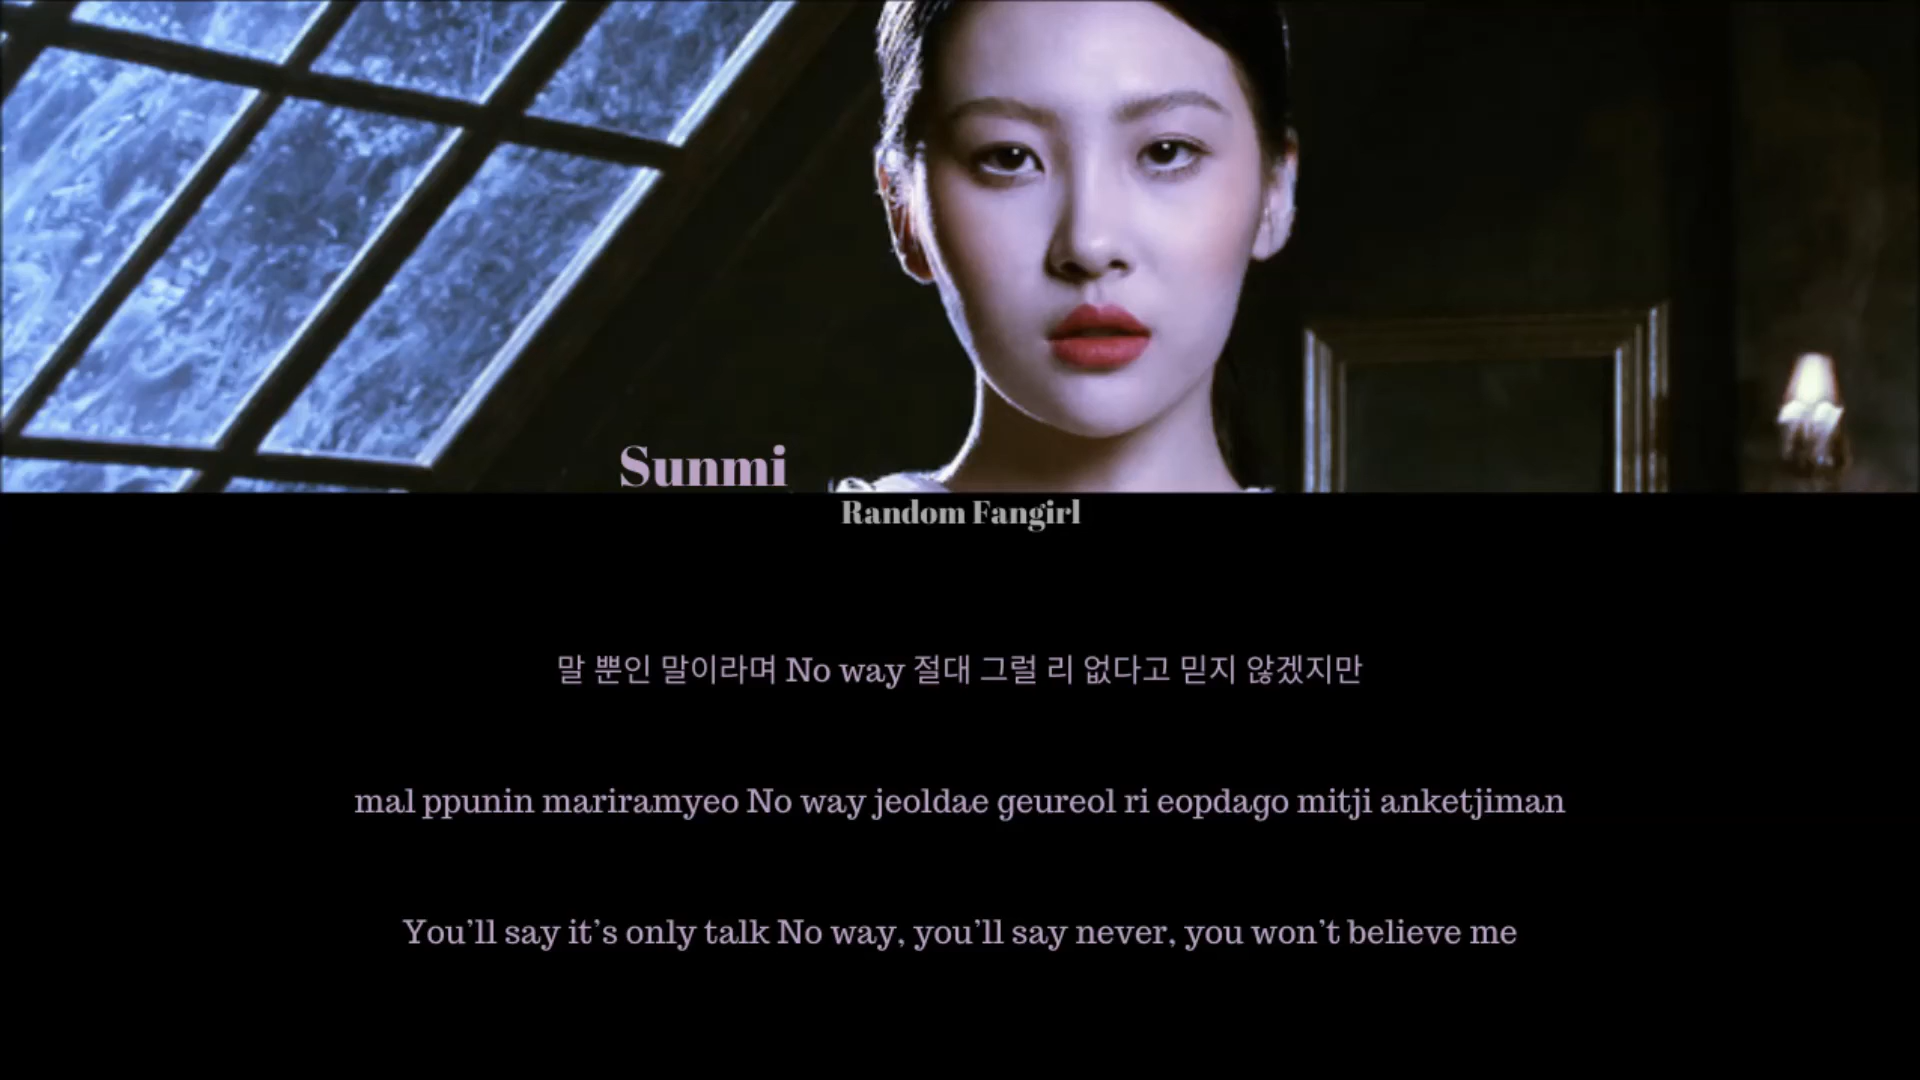 Sunmi
Random Fangirl
말 뿐인 말이라며 No way 절대 그럴 리 없다고 믿지 않겠지만
mal ppunin mariramyeo No way jeoldae geureol ri eopdago mitji anketjiman
You’ll say it’s only talk No way, you’ll say never, you won’t believe me